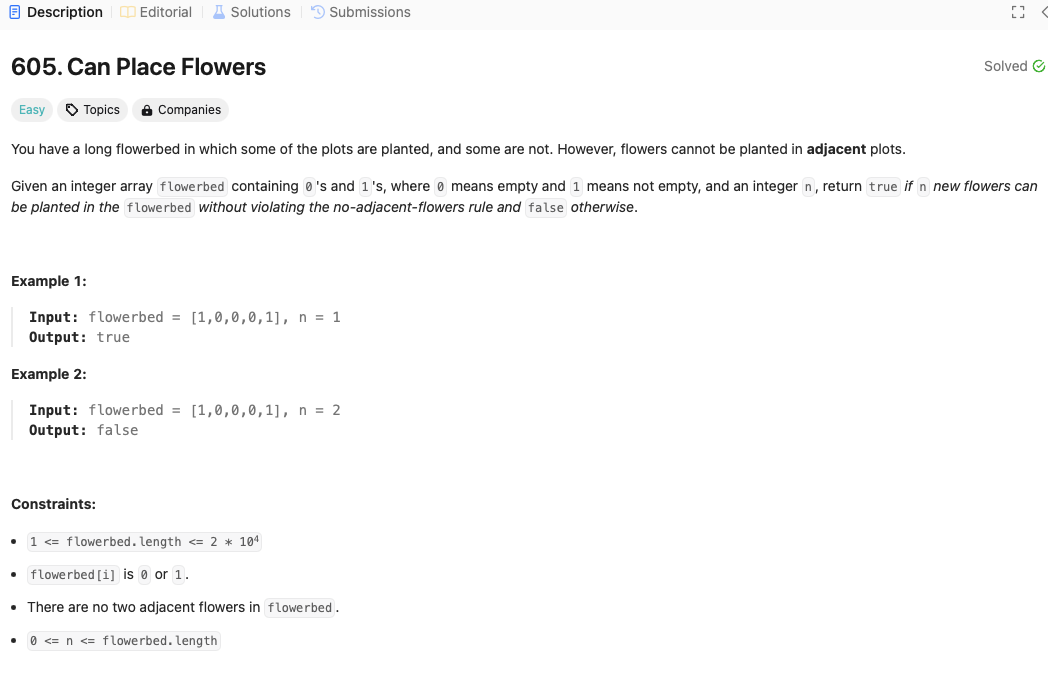 Description Editorial Solutions Submissions
605. Can Place Flowers
Solved
Easy Topics Companies
You have a long flowerbed in which some of the plots are planted, and some are not. However, flowers cannot be planted in adjacent plots.
Given an integer array flowerbed containing 0's and 1's, where 0 means empty and 1 means not empty, and an integer n, return true if n new flowers can
be planted in the flowerbed without violating the no-adjacent-flowers rule and false otherwise.
Example 1:
Input: flowerbed = [1,0,0,0,1], n = 1
Output: true
Example 2:
Input: flowerbed = [1,0,0,0,1], n = 2
Output: false
Constraints:
• 1 <= flowerbed.length <= 2 * 10⁴
• flowerbed[i] is 0 or 1.
• There are no two adjacent flowers in flowerbed.
• 0 <= n <= flowerbed.length